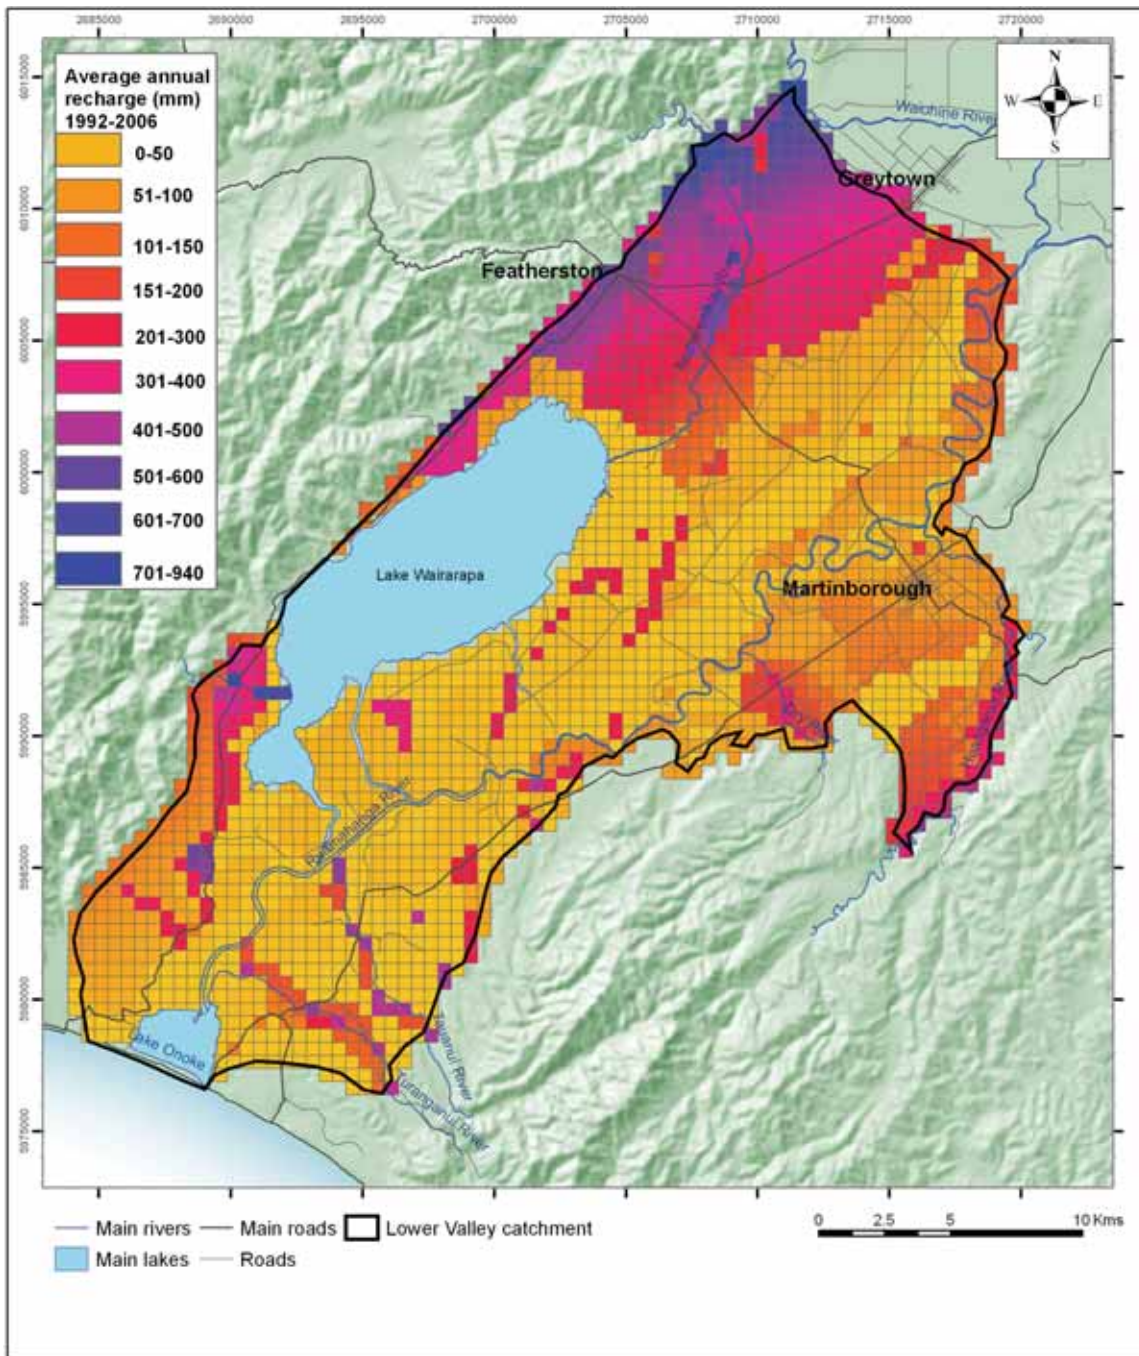 2685000 2690000 2695000 2700000 2705000 2710000 2715000 2720000
6015000
6010000
6005000
6000000
5995000
5990000
5985000
5980000
5975000
Average annual
recharge (mm)
1992-2006
0-50
51-100
101-150
151-200
201-300
301-400
401-500
501-600
601-700
701-940
N
W E
S
Waiohine River
Greytown
Featherston
Lake Wairarapa
Martinborough
Ruamahanga River
Lake Onoke
Tauanui River
Turanganui River
Main rivers Main roads Lower Valley catchment
Main lakes Roads
0 2.5 5 10 Kms